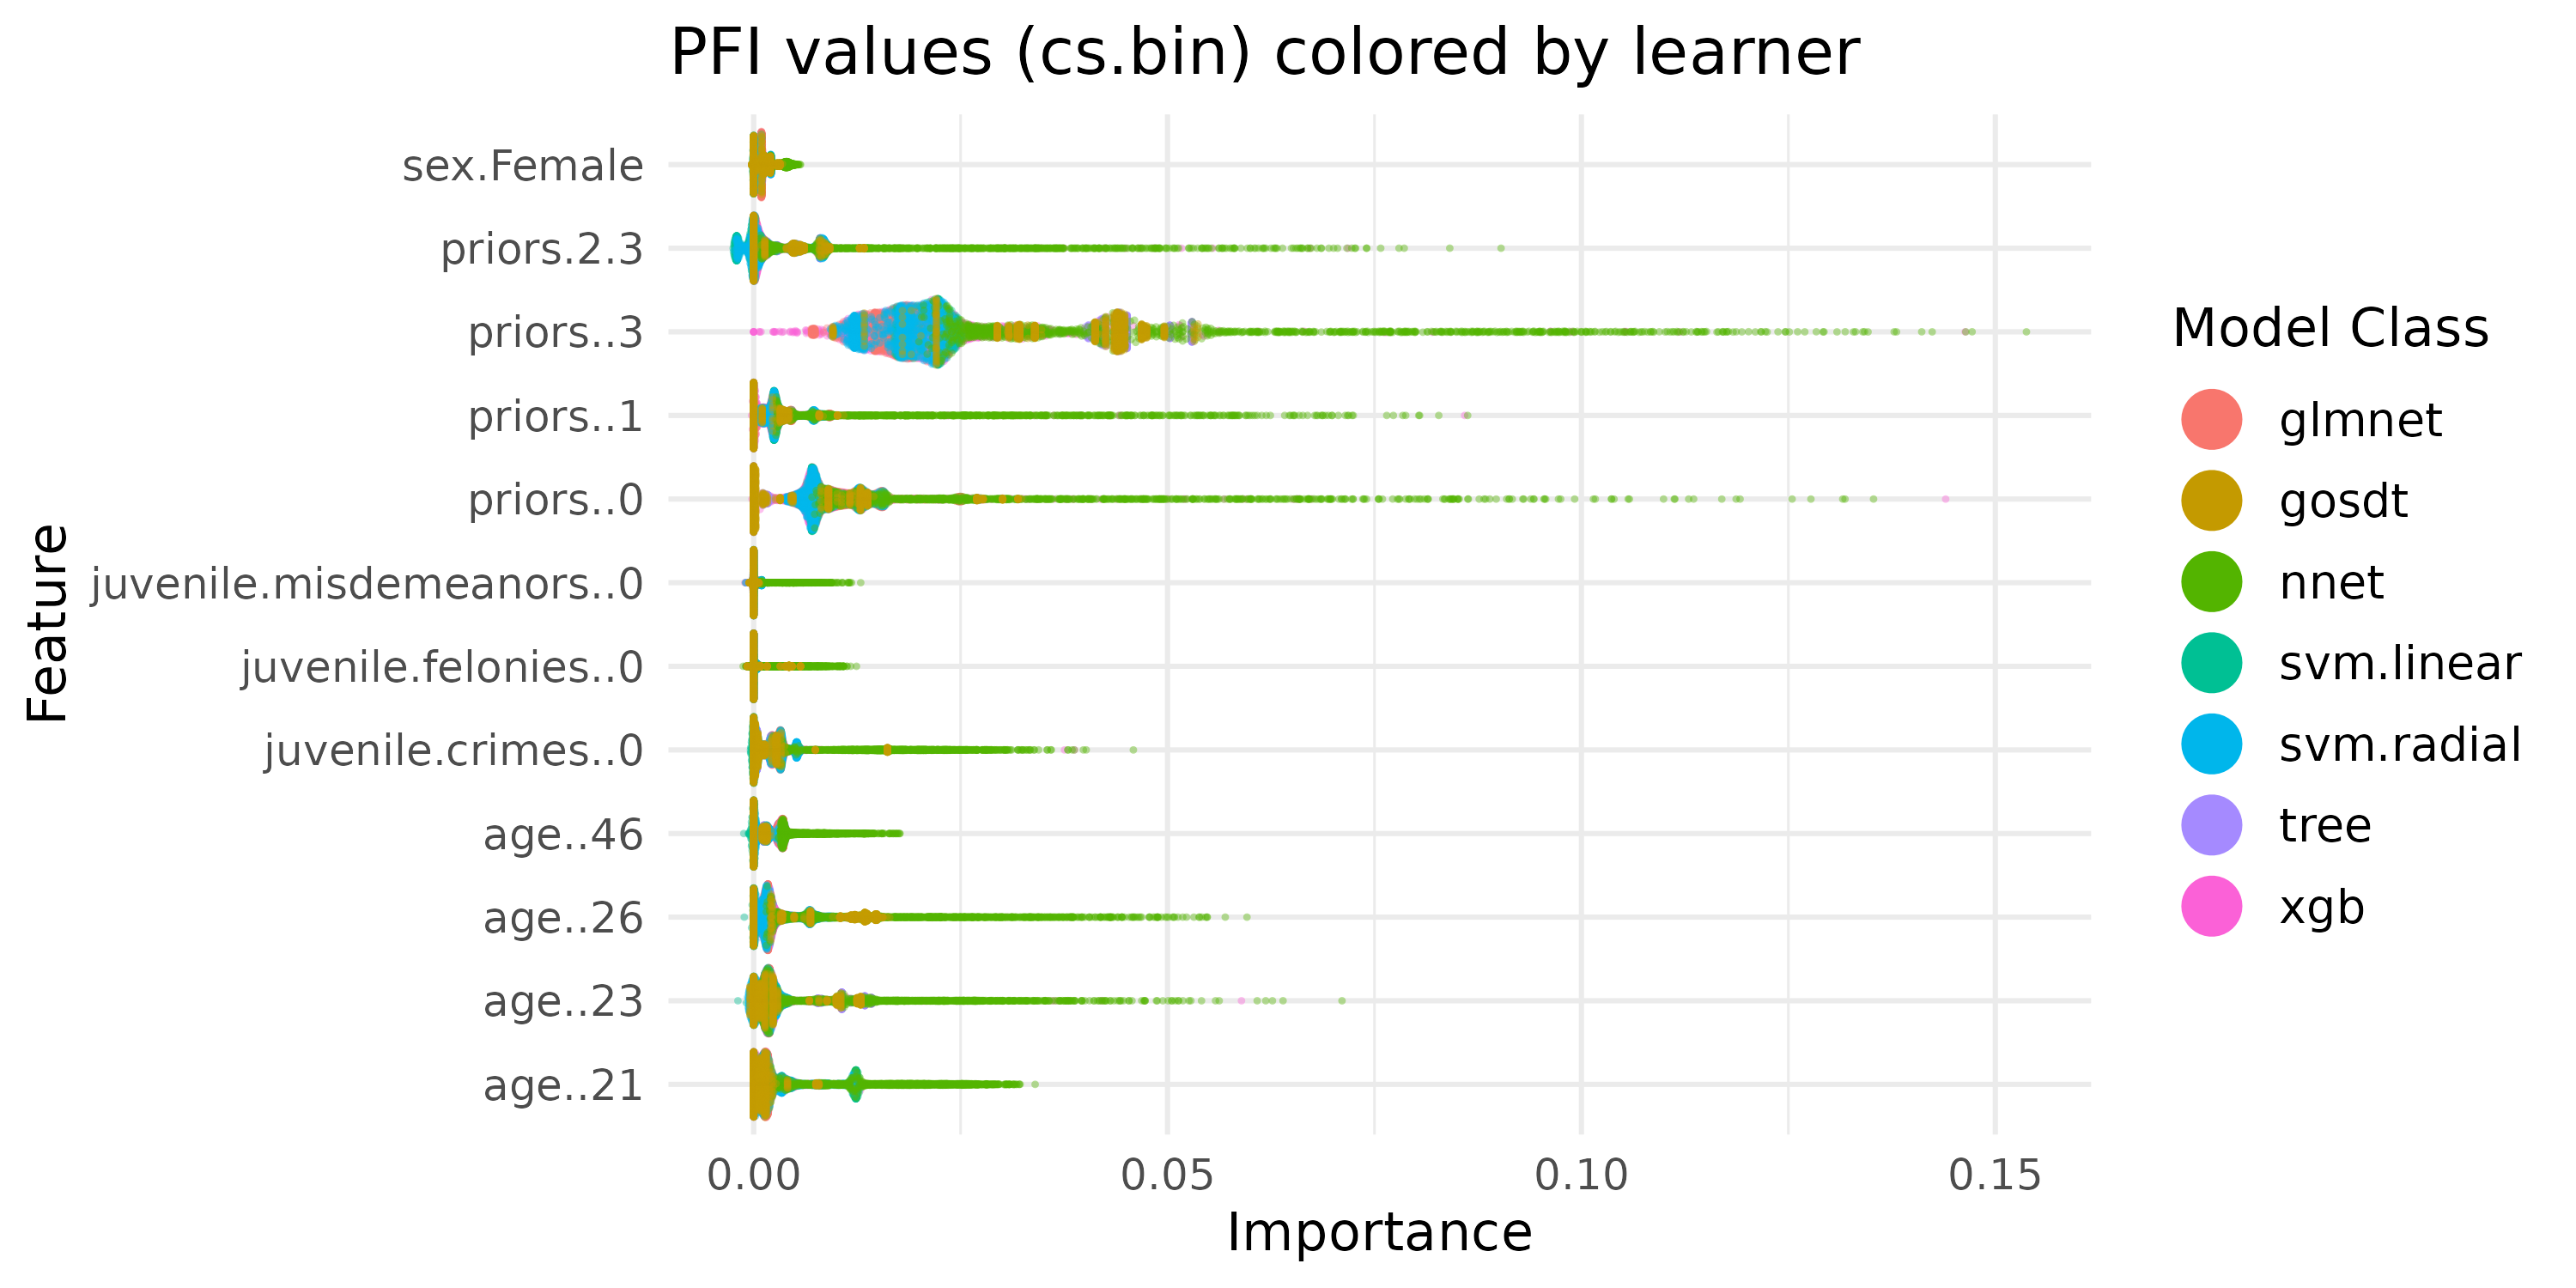 PFI values (cs.bin) colored by learner
Feature
sex.Female
priors.2.3
priors..3
priors..1
priors..0
juvenile.misdemeanors..0
juvenile.felonies..0
juvenile.crimes..0
age..46
age..26
age..23
age..21
0.00 0.05 0.10 0.15
Importance
Model Class
glmnet
gosdt
nnet
svm.linear
svm.radial
tree
xgb